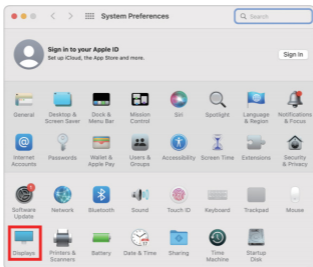 System Preferences
Search
Sign in to your Apple ID
Set up iCloud, the App Store and more.
Sign In
General
Desktop & Screen Saver
Dock & Menu Bar
Mission Control
Siri
Spotlight
Language & Region
Notifications & Focus
Internet Accounts
Passwords
Wallet & Apple Pay
Users & Groups
Accessibility
Screen Time
Extensions
Security & Privacy
Software Update
Network
Bluetooth
Sound
Touch ID
Keyboard
Trackpad
Mouse
Displays
Printers & Scanners
Battery
Date & Time
Sharing
Time Machine
Startup Disk